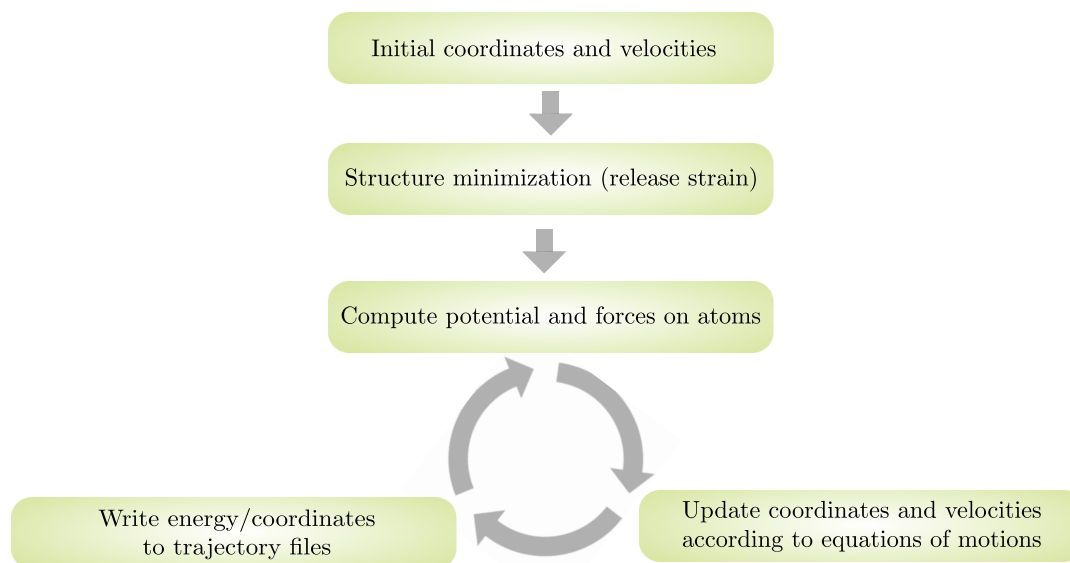 Initial coordinates and velocities
Structure minimization (release strain)
Compute potential and forces on atoms
Write energy/coordinates
to trajectory files
Update coordinates and velocities
according to equations of motions